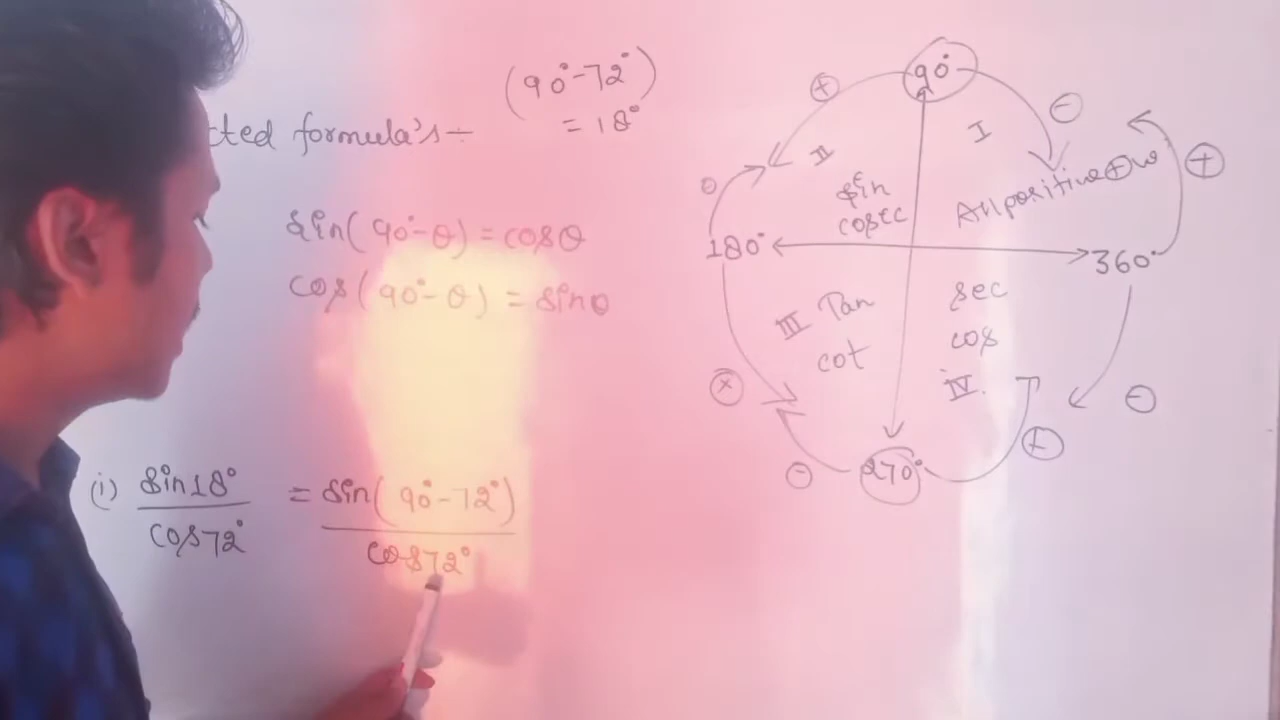 (90°-72°)
=18°
cted formula's÷
sin(90°-θ)=cosθ
cos(90°-θ)=sinθ
(i) sin18° = sin(90°-72°)
cos72° cos72°
90°
+
-
II
I
sin
cosec
All positive + ve
+
180°
360°
III Tan
cot
sec
cos
IV
+
-
-
270°
+